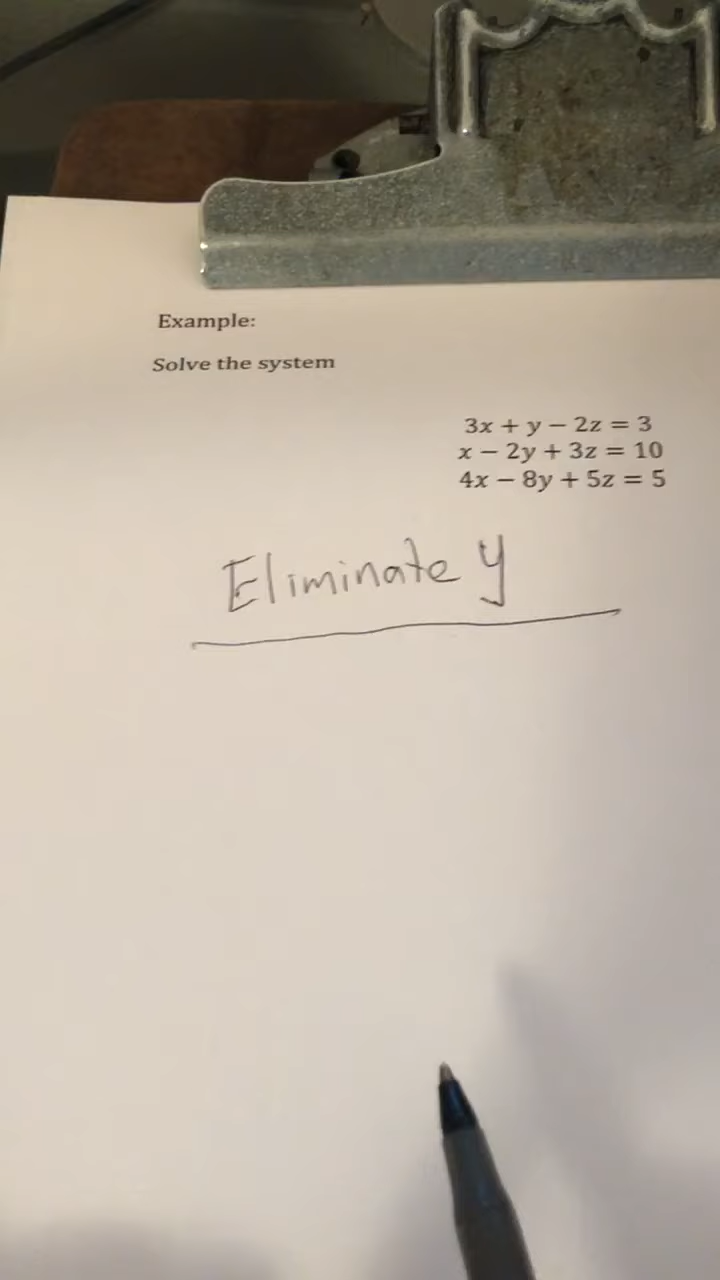 Example:
Solve the system
3x + y − 2z = 3
x − 2y + 3z = 10
4x − 8y + 5z = 5
Eliminate y